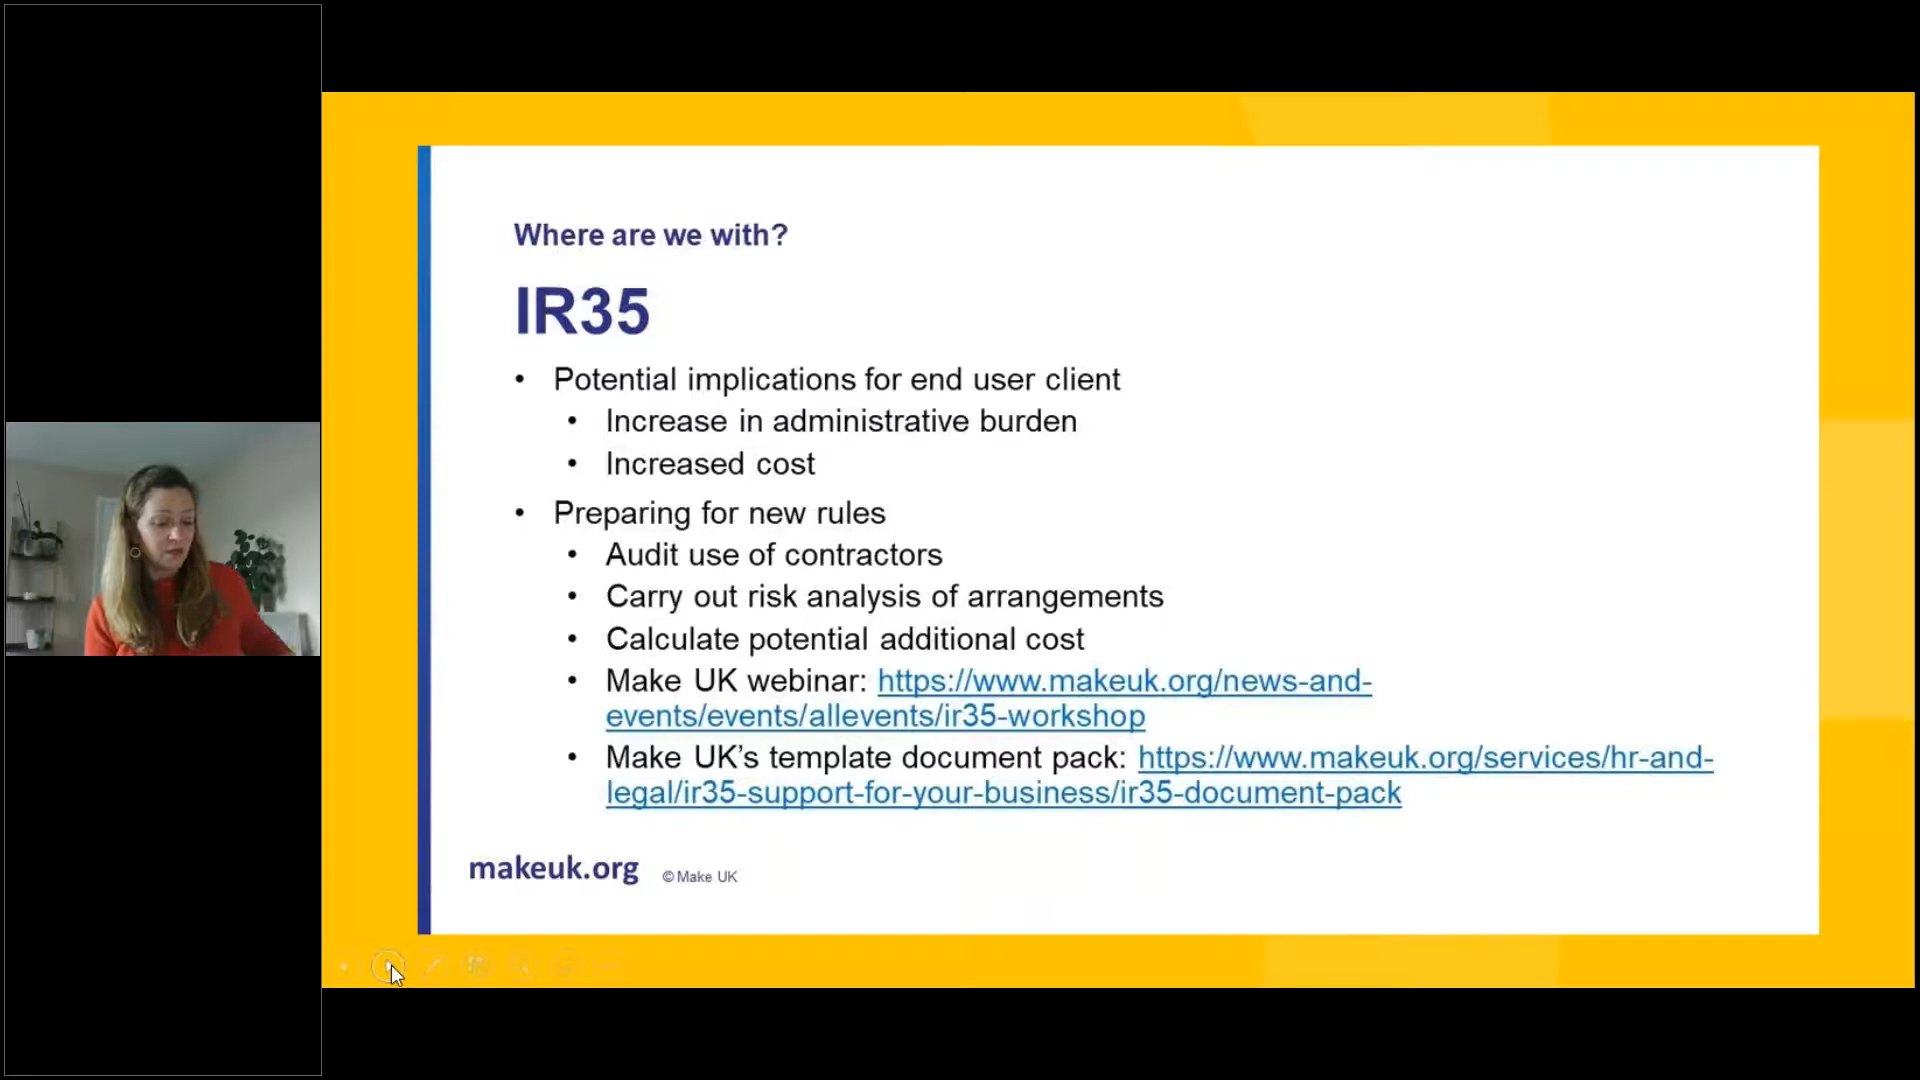 Where are we with?
IR35
• Potential implications for end user client
• Increase in administrative burden
• Increased cost
• Preparing for new rules
• Audit use of contractors
• Carry out risk analysis of arrangements
• Calculate potential additional cost
• Make UK webinar: https://www.makeuk.org/news-and-
events/events/allevents/ir35-workshop
• Make UK’s template document pack: https://www.makeuk.org/services/hr-and-
legal/ir35-support-for-your-business/ir35-document-pack
makeuk.org © Make UK